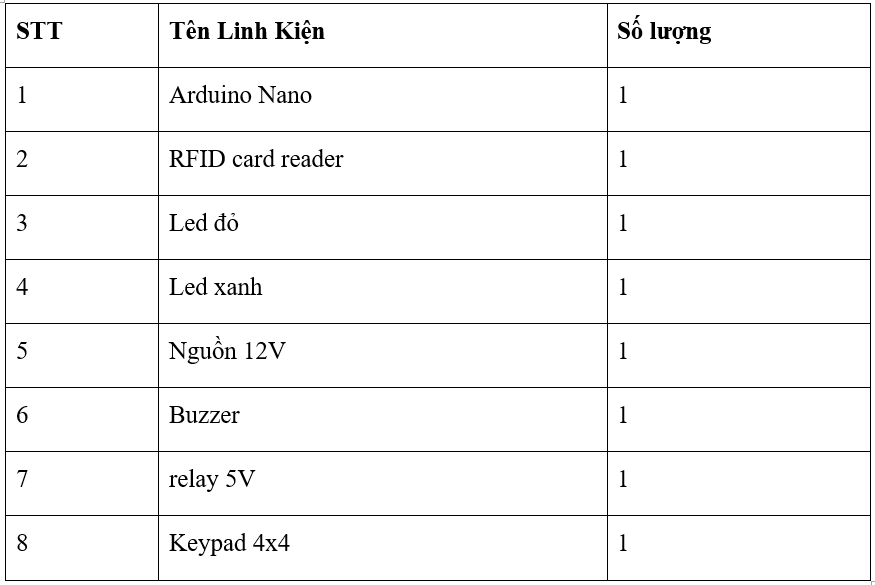 STT Tên Linh Kiện Số lượng
1 Arduino Nano 1
2 RFID card reader 1
3 Led đỏ 1
4 Led xanh 1
5 Nguồn 12V 1
6 Buzzer 1
7 relay 5V 1
8 Keypad 4x4 1